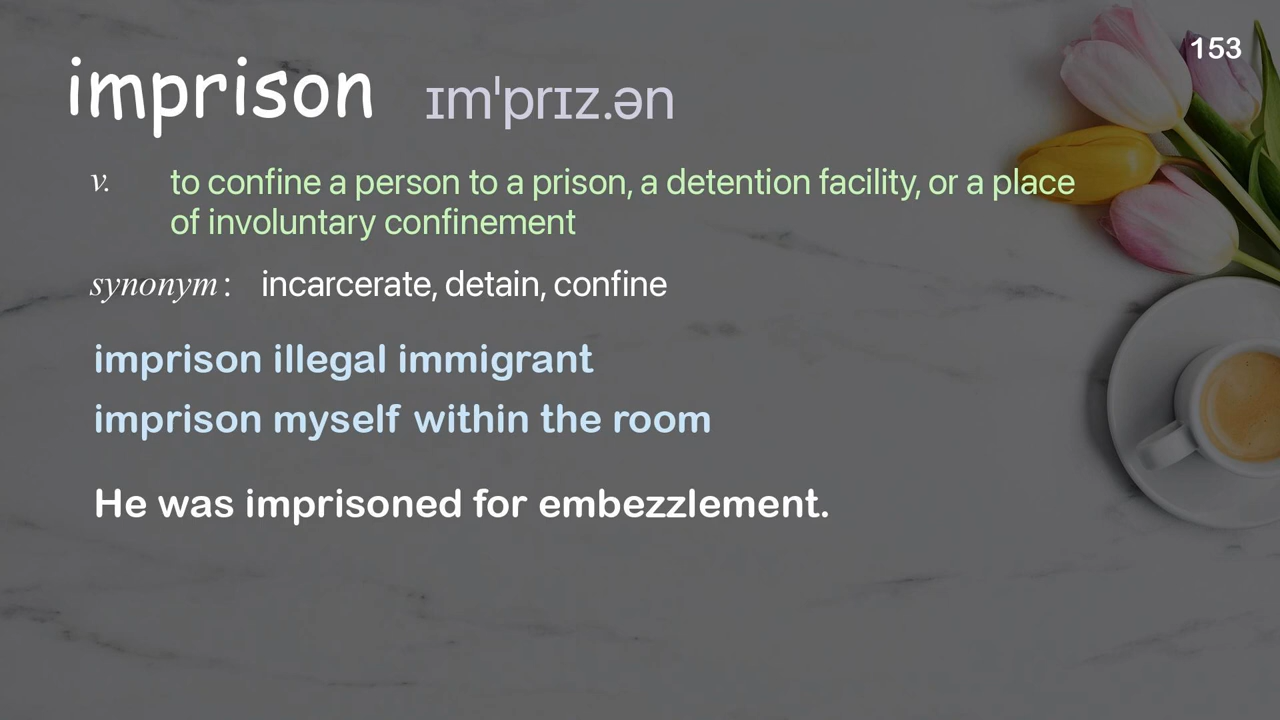 153
imprison ɪmˈprɪz.ən
v. to confine a person to a prison, a detention facility, or a place
of involuntary confinement
synonym: incarcerate, detain, confine
imprison illegal immigrant
imprison myself within the room
He was imprisoned for embezzlement.